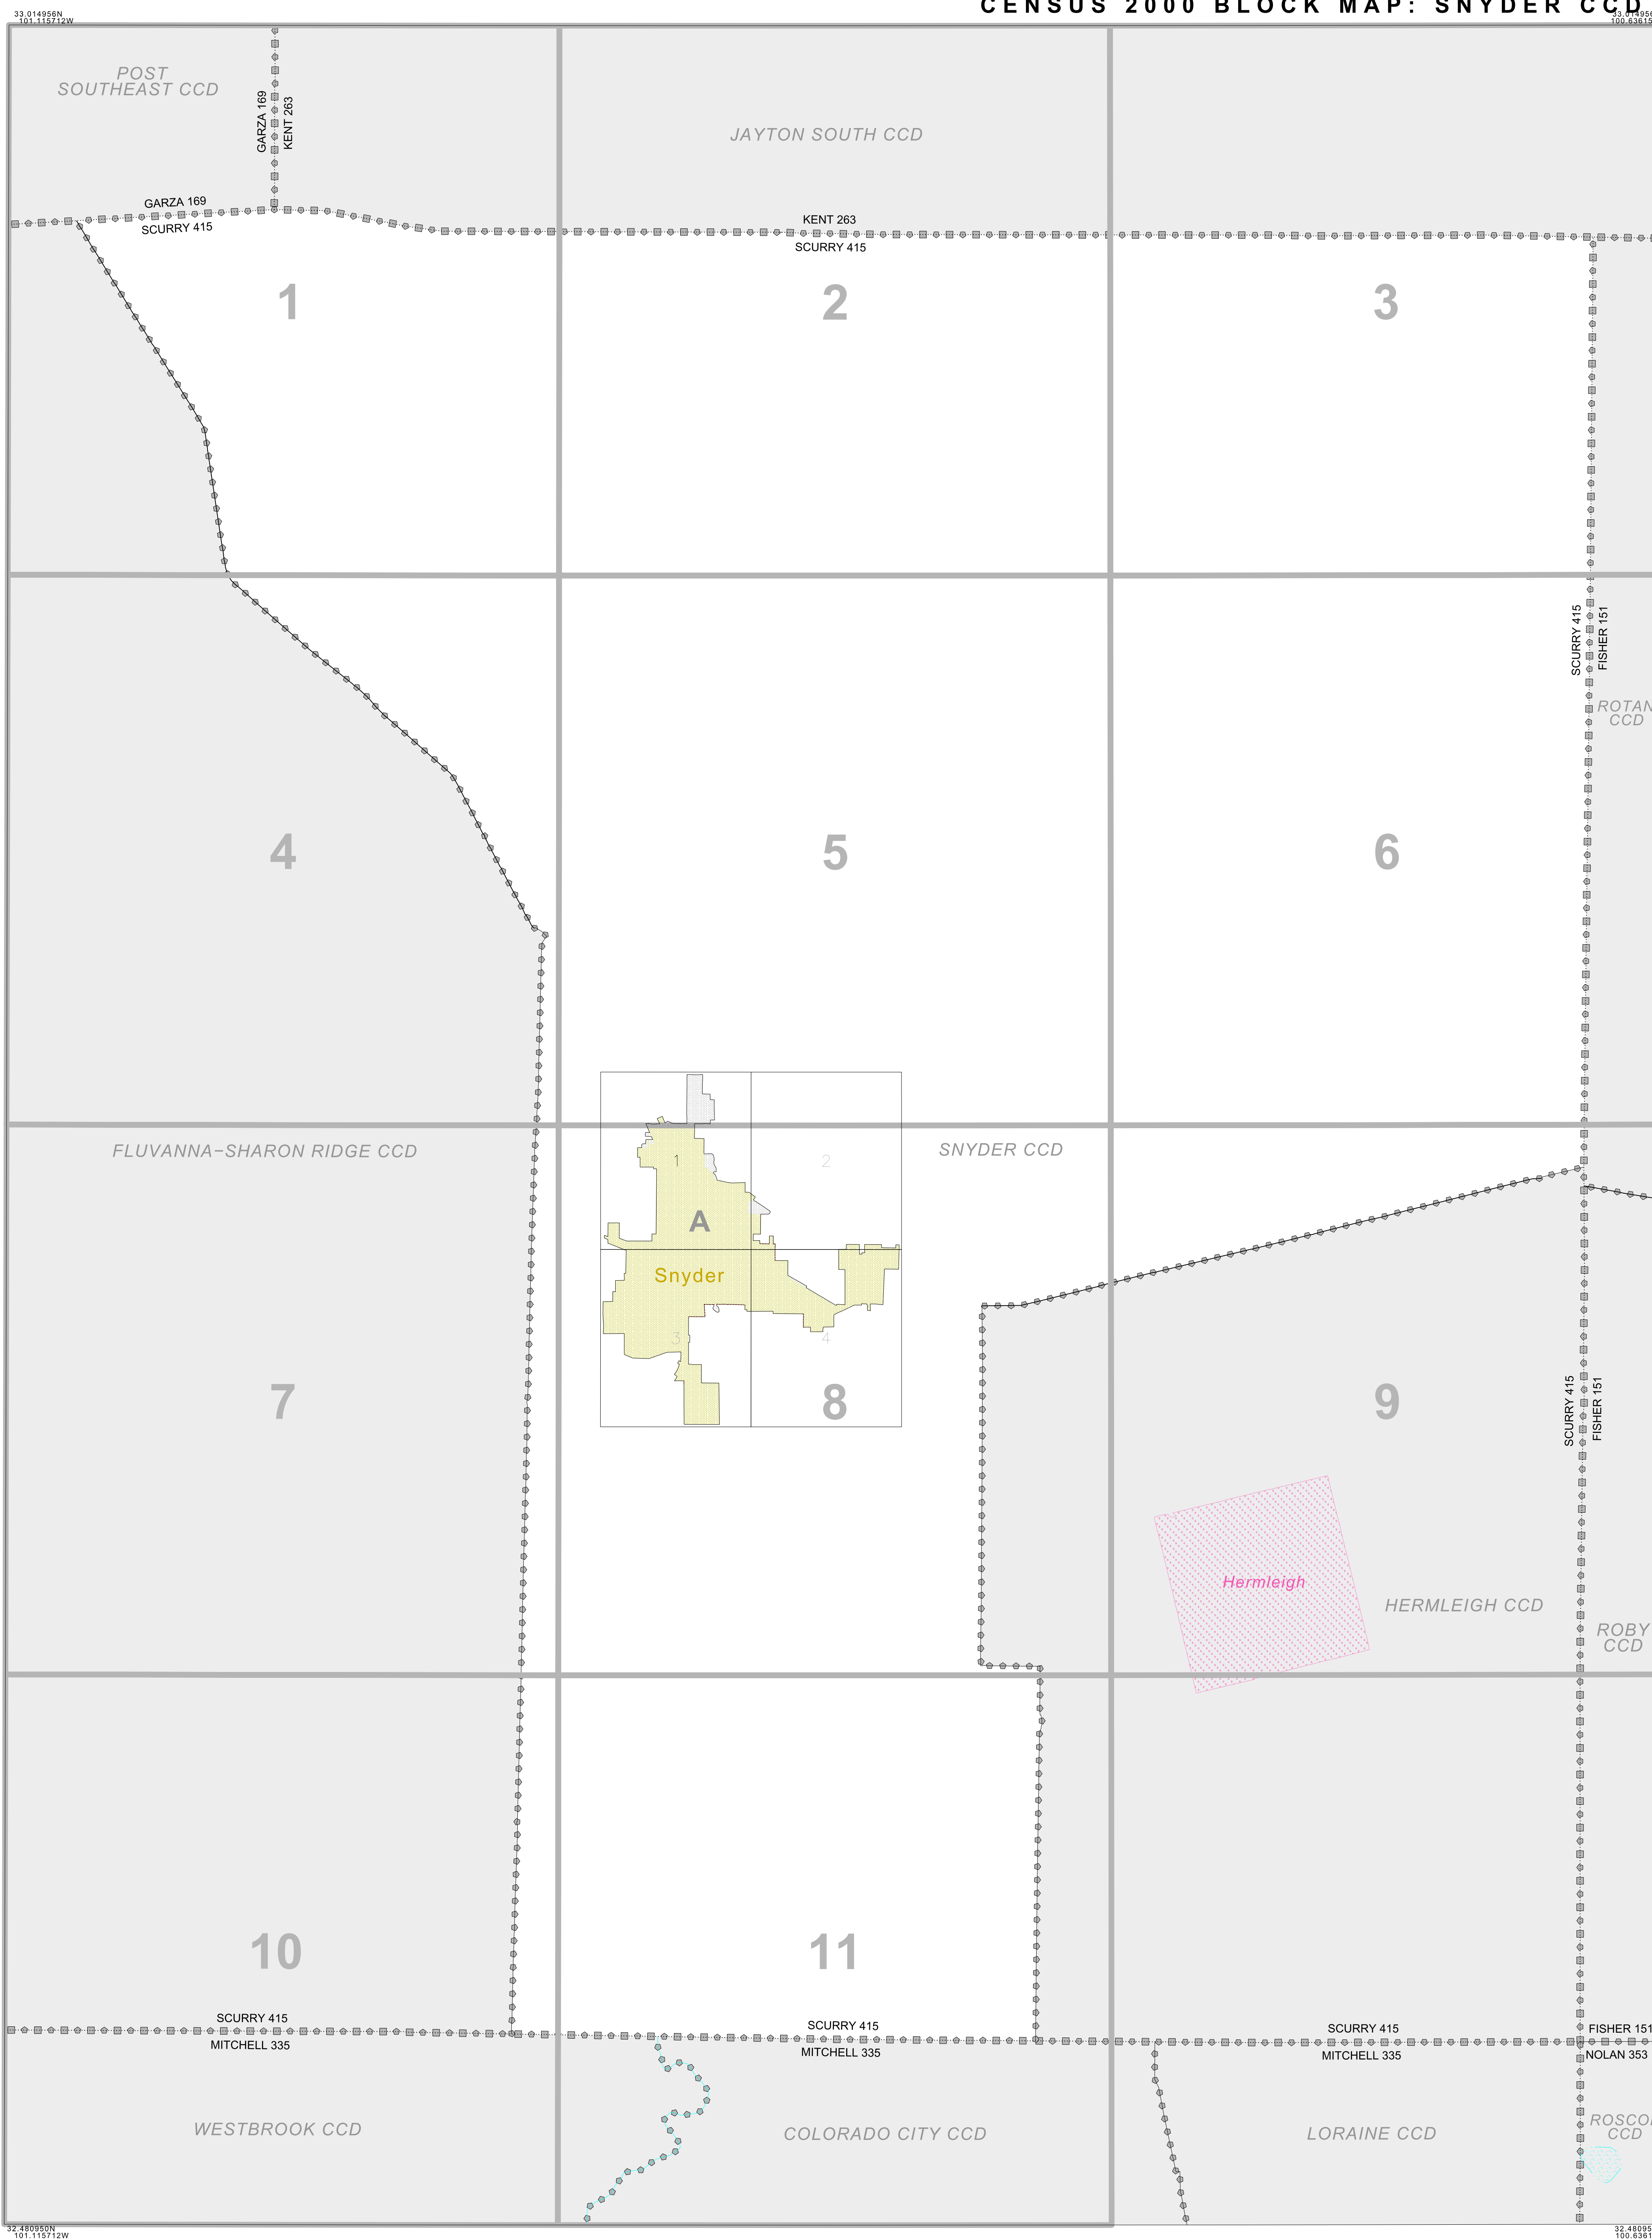 CENSUS 2000 BLOCK MAP: SNYDER CCD
33.014956N
101.115712W
POST
SOUTHEAST CCD
GARZA 169
KENT 263
JAYTON SOUTH CCD
GARZA 169
SCURRY 415
KENT 263
SCURRY 415
1
2
3
SCURRY 415
FISHER 151
ROTAN
CCD
4
5
6
FLUVANNA-SHARON RIDGE CCD
SNYDER CCD
1
2
A
Snyder
3
4
7
8
9
SCURRY 415
FISHER 151
Hermleigh
HERMLEIGH CCD
ROBY
CCD
10
11
SCURRY 415
MITCHELL 335
SCURRY 415
MITCHELL 335
SCURRY 415
MITCHELL 335
FISHER 151
NOLAN 353
WESTBROOK CCD
COLORADO CITY CCD
LORAINE CCD
CCD
32.480950N
101.115712W